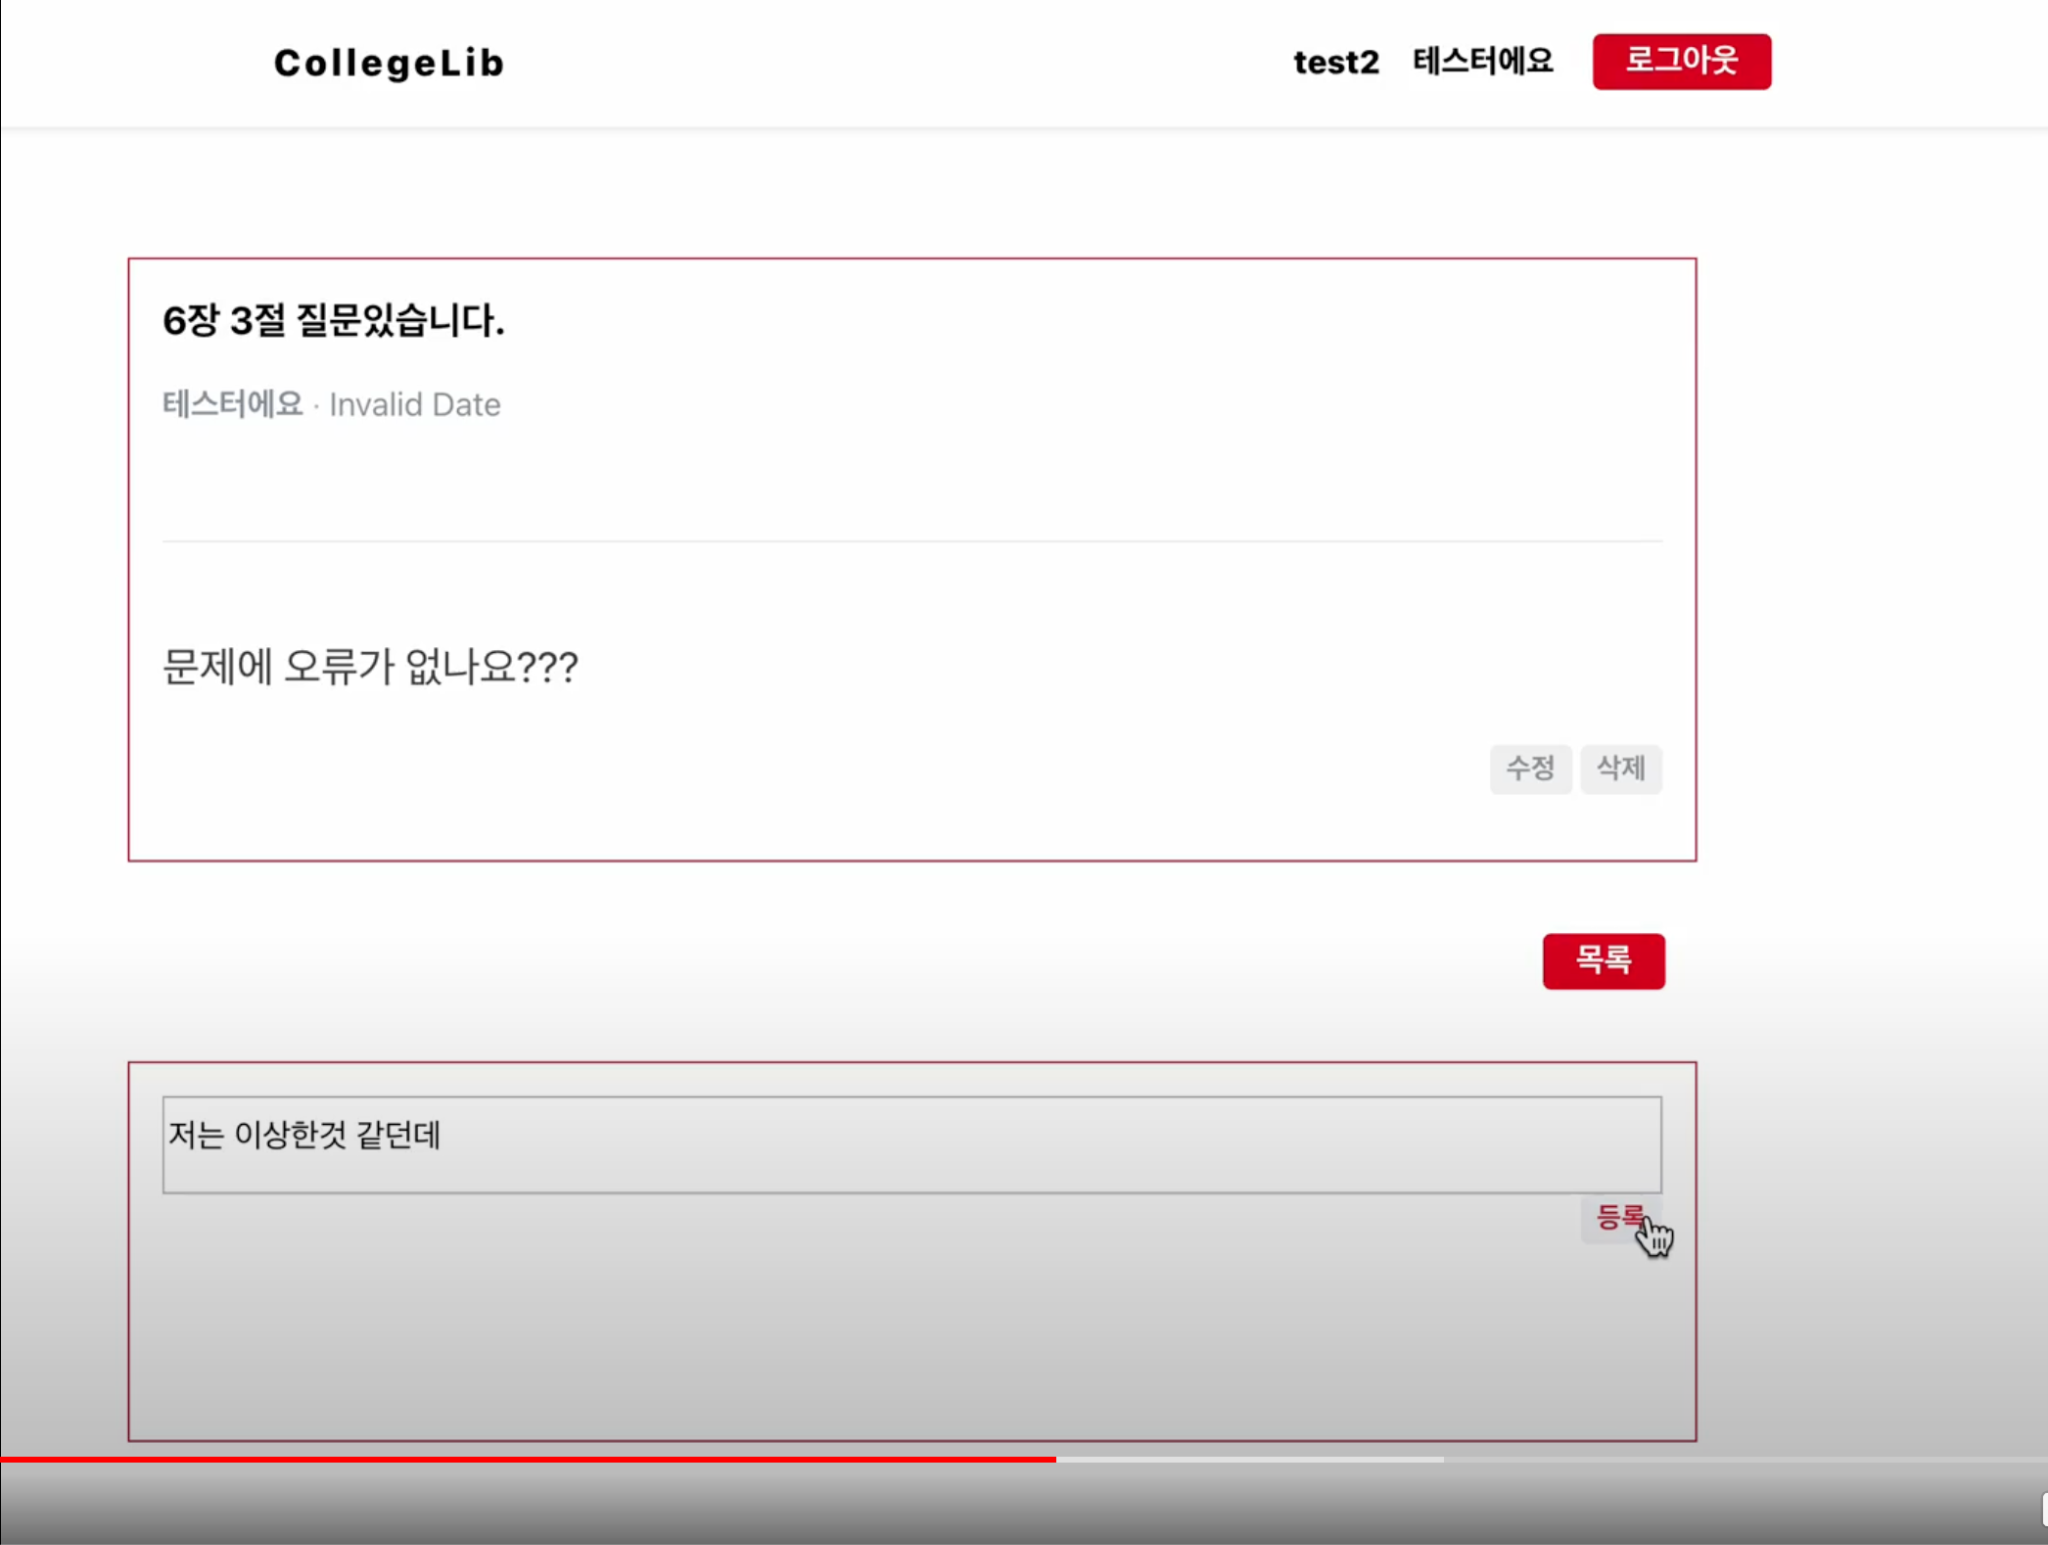 CollegeLib
test2 테스터에요 로그아웃
6장 3절 질문있습니다.
테스터에요 · Invalid Date
문제에 오류가 없나요???
수정 삭제
목록
저는 이상한것 같던데
등록